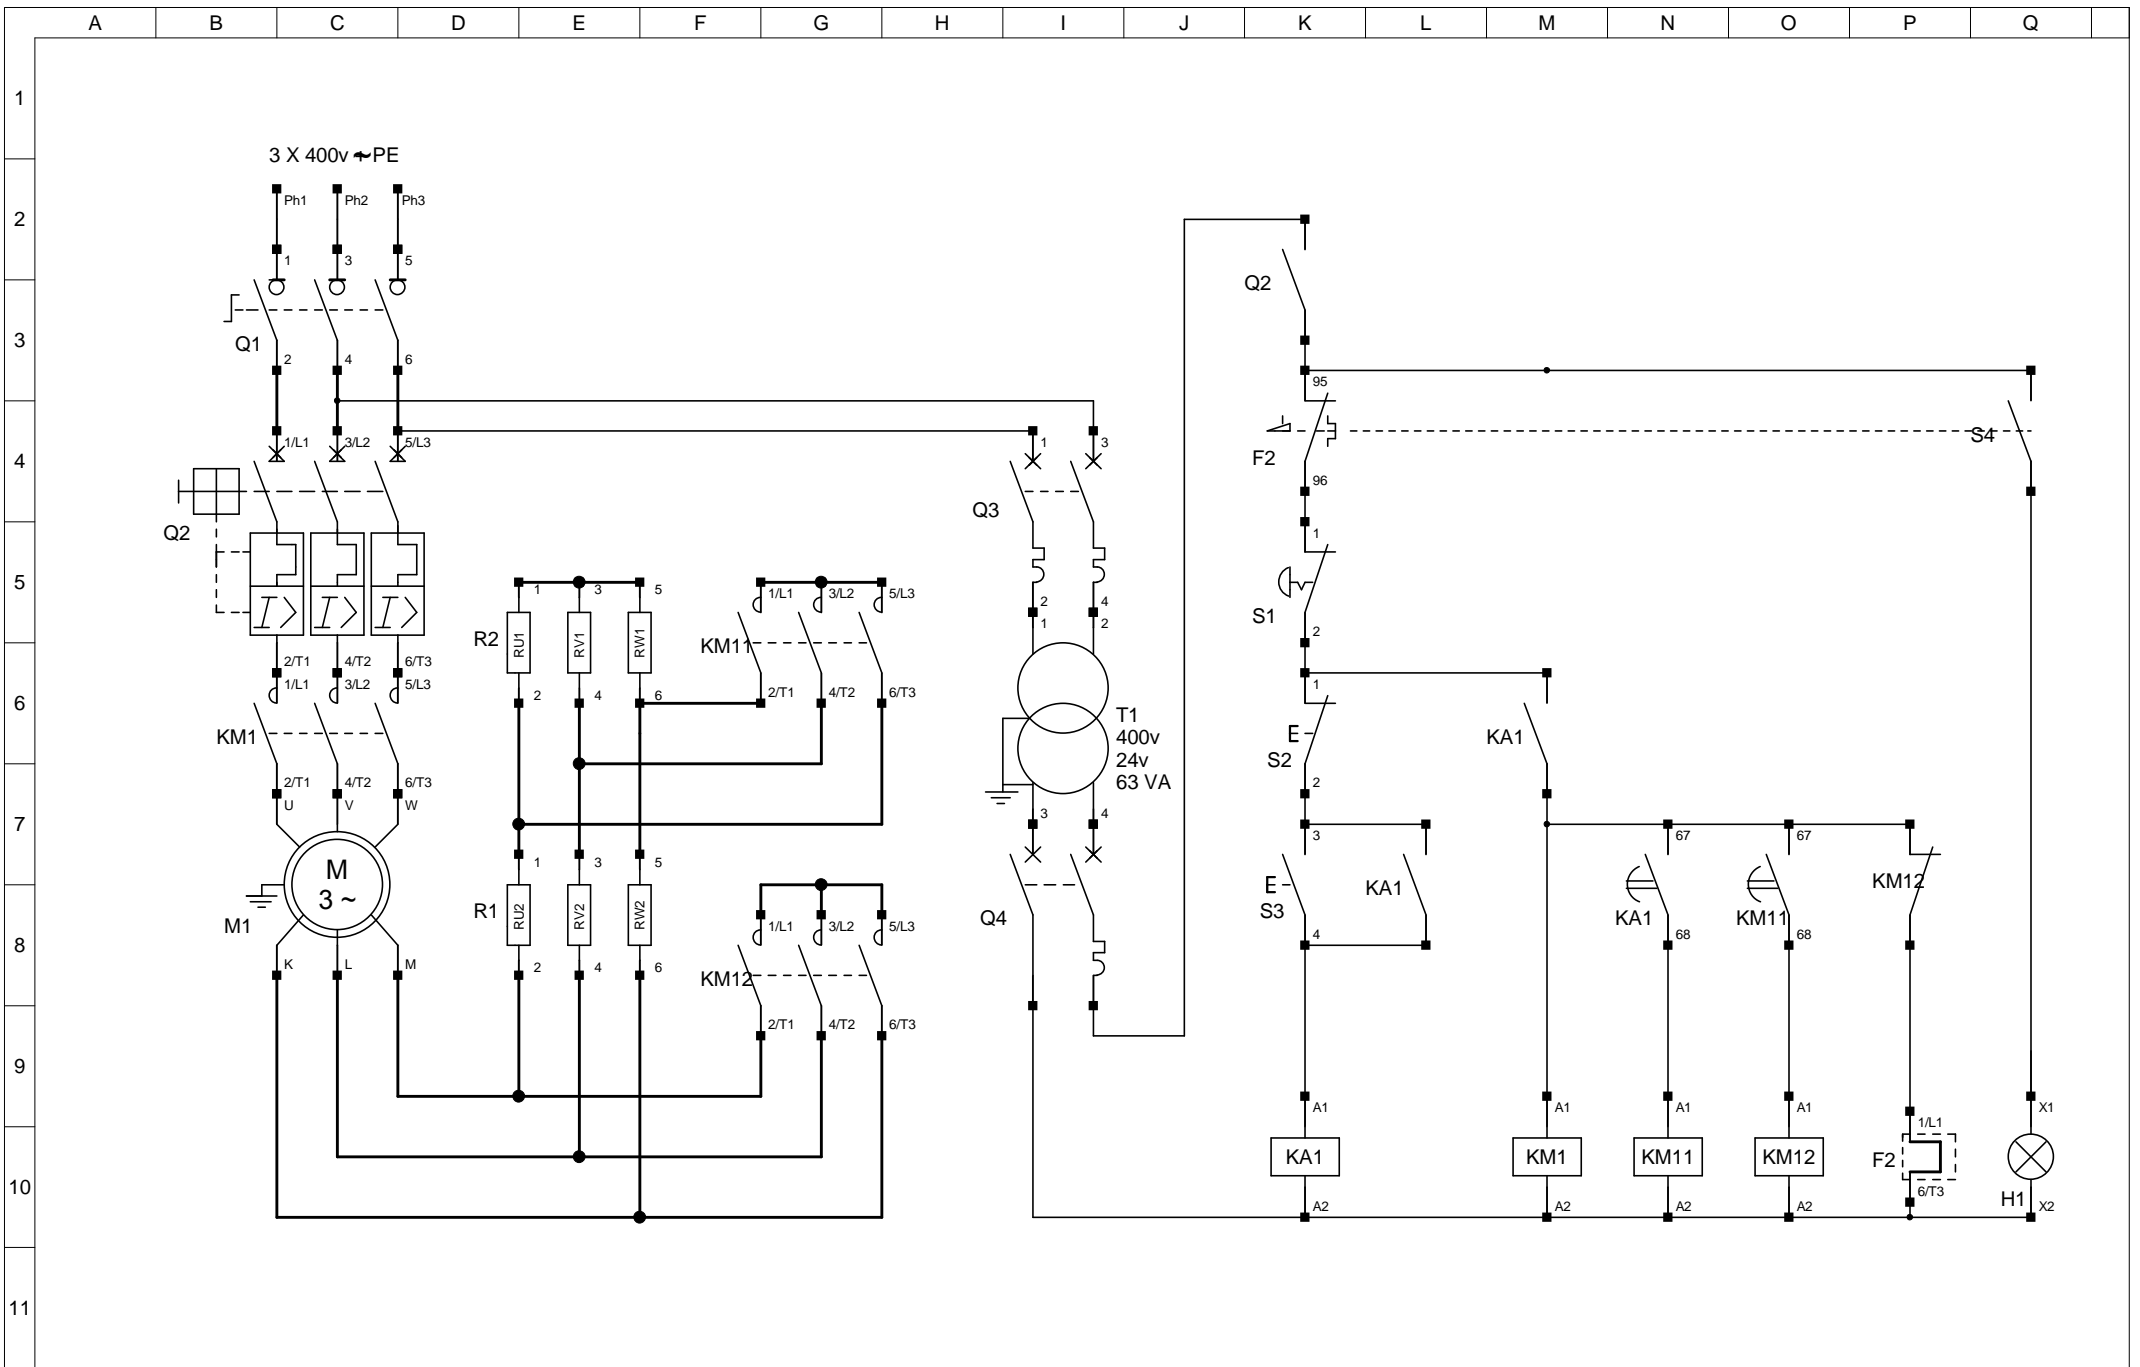 A B C D E F G H I J K L M N O P Q
1
3 X 400v ~+PE
2
Ph1 Ph2 Ph3
1 3 5
Q2
3
Q1
2 4 6
95
4
1/L1 3/L2 5/L3
1 3
F2
S4
96
Q3
Q2
1
5
1 3 5
1/L1 3/L2 5/L3
2 4
1 2
S1
2
R2
RU1 RV1 RW1
KM11
2/T1 4/T2 6/T3
1/L1 3/L2 5/L3
6
2 4 6
2/T1 4/T2 6/T3
1
T1
400v
24v
63 VA
E
S2
KA1
KM1
2/T1 4/T2 6/T3
2
U V W
7
3 4
3
67 67
1 3 5
M
3 ~
M1
R1
RU2 RV2 RW2
1/L1 3/L2 5/L3
Q4
E
S3
KA1
KA1
KM11
KM12
8
4
68 68
K L M
2 4 6
KM12
2/T1 4/T2 6/T3
9
A1 A1 A1 A1
X1
1/L1
10
KA1 KM1 KM11 KM12
F2
6/T3
H1
A2 A2 A2 A2
X2
11